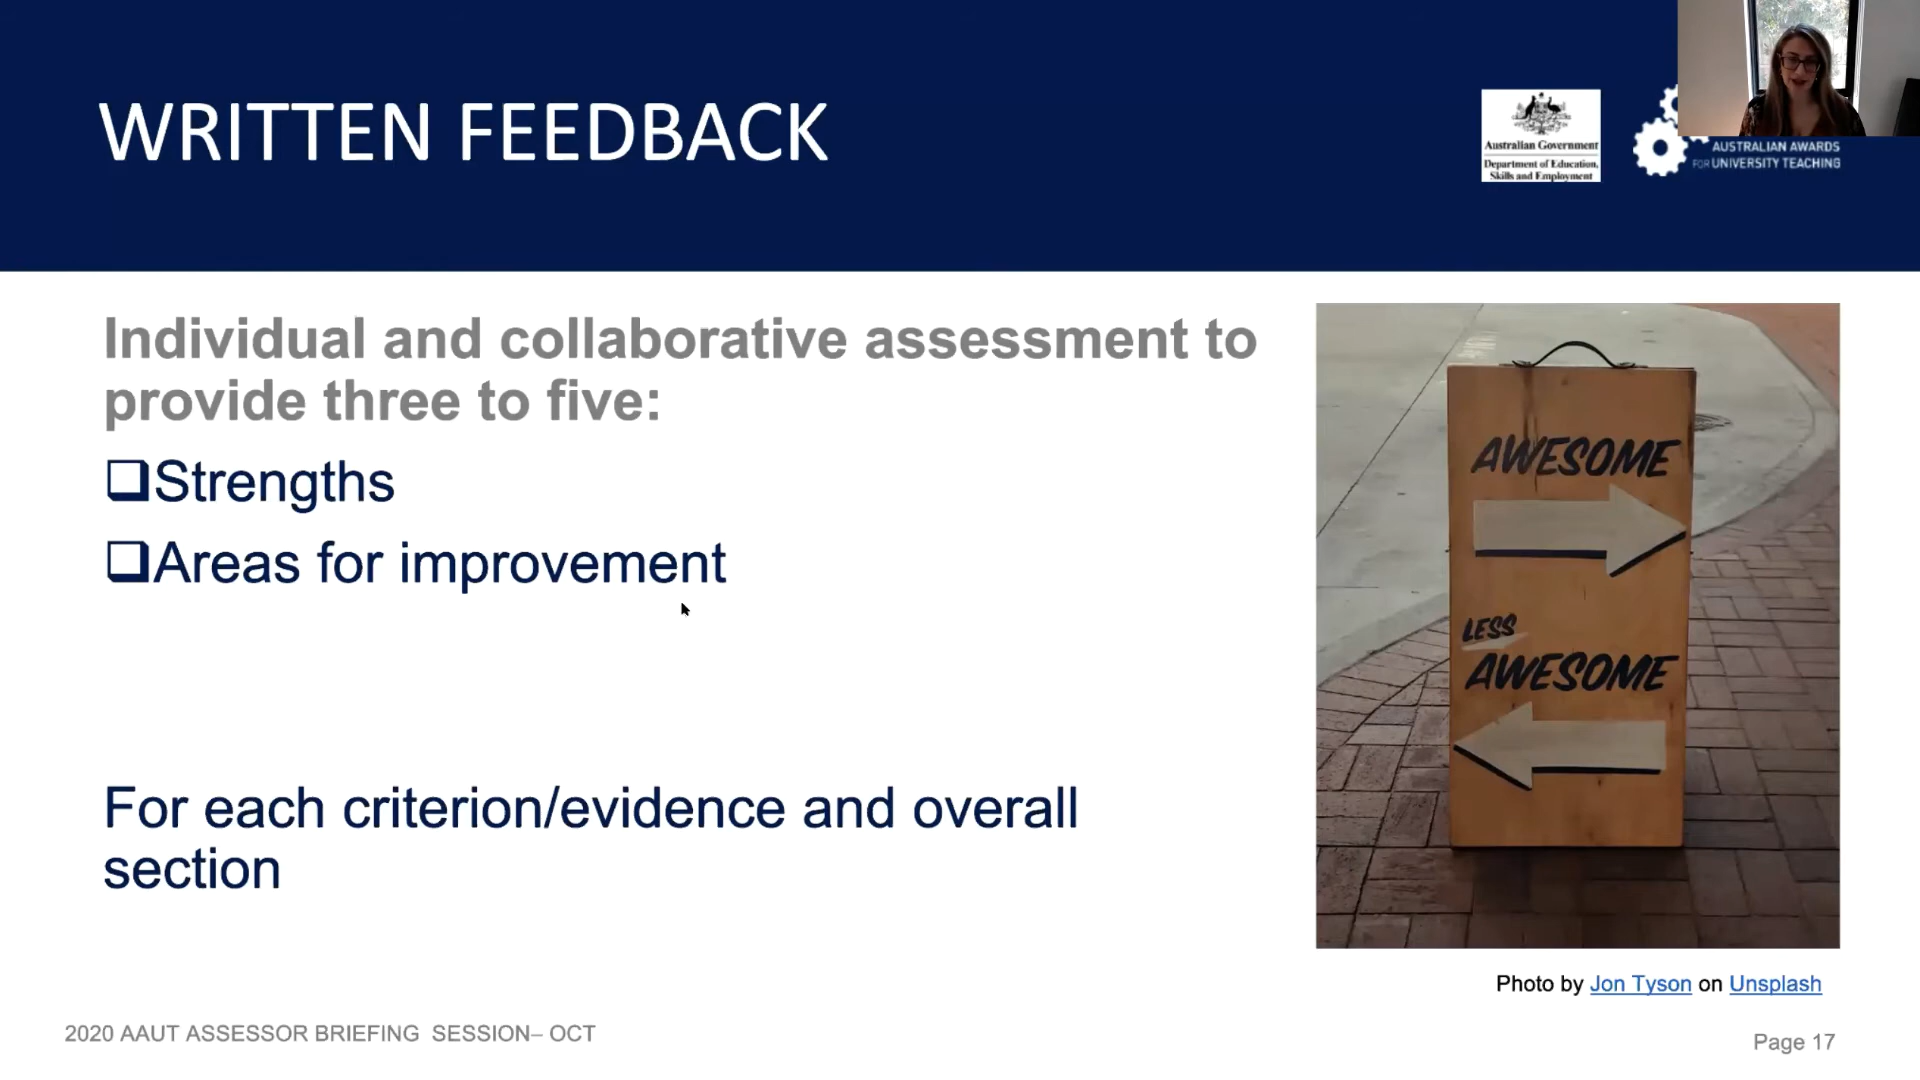 WRITTEN FEEDBACK
Australian Government
Department of Education,
Skills and Employment
AUSTRALIAN AWARDS
FOR UNIVERSITY TEACHING
Individual and collaborative assessment to
provide three to five:
❑Strengths
❑Areas for improvement
For each criterion/evidence and overall
section
AWESOME
LESS
AWESOME
Photo by Jon Tyson on Unsplash
2020 AAUT ASSESSOR BRIEFING SESSION– OCT
Page 17